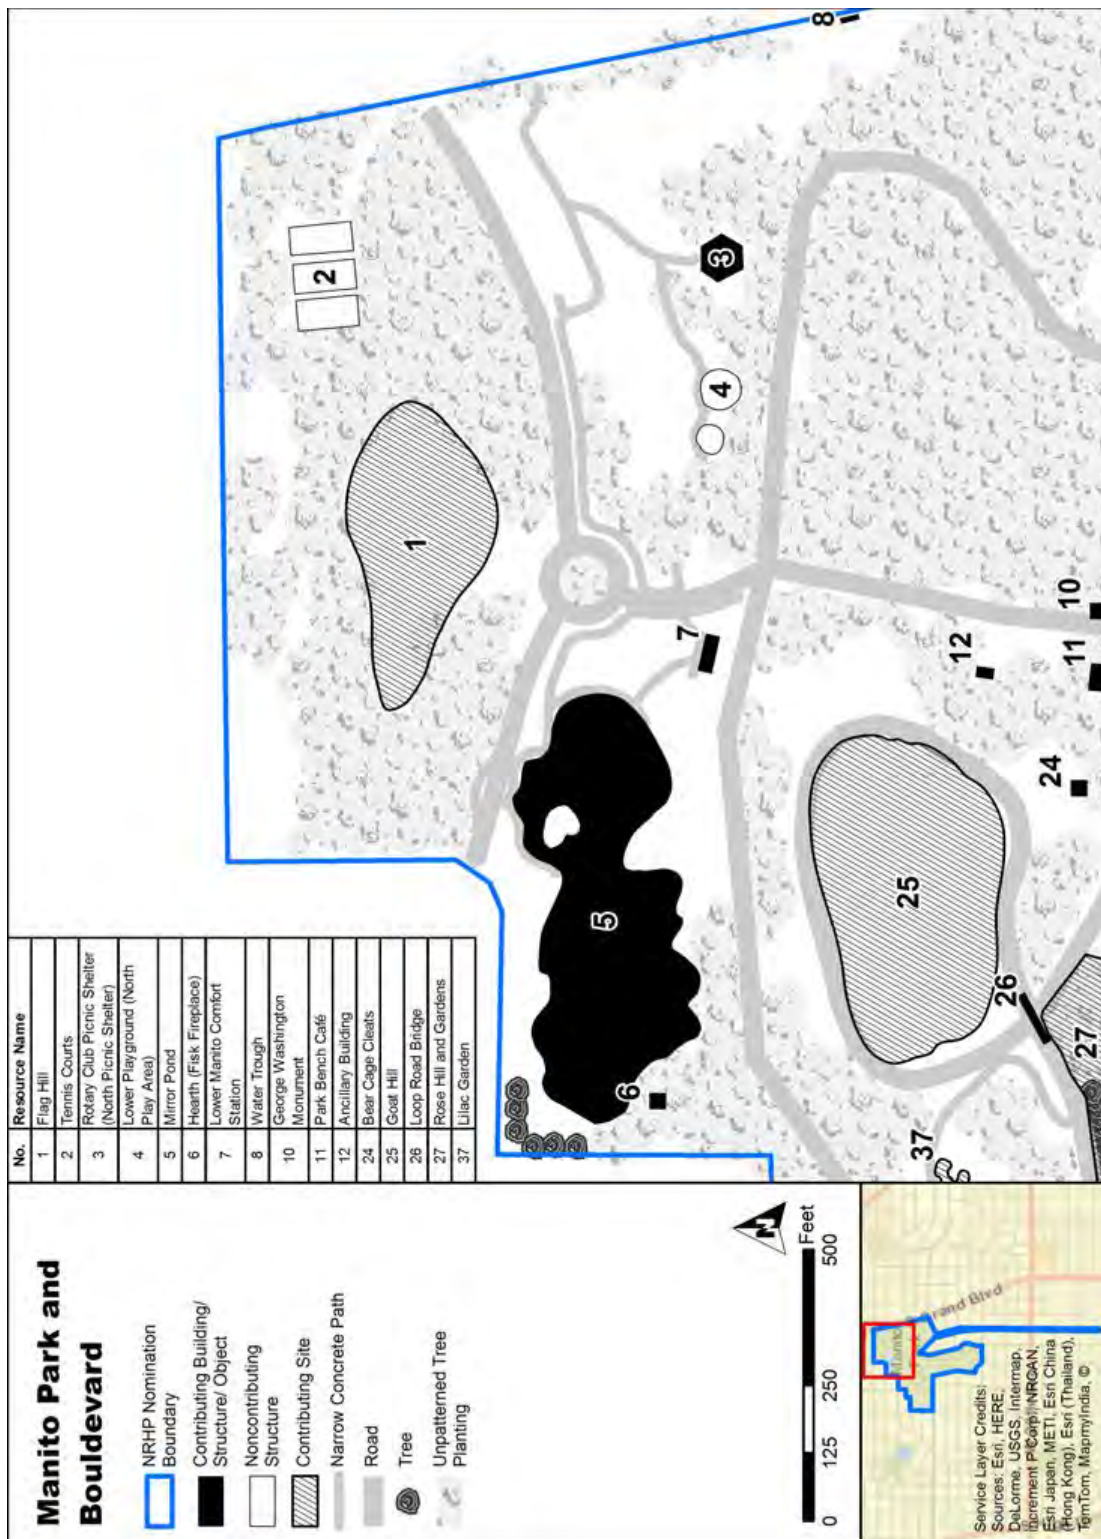 Manito Park and
Bouldevard
NRHP Nomination
Boundary
Contributing Building/
Structure/ Object
Noncontributing
Structure
Contributing Site
Narrow Concrete Path
Road
Tree
Unpatterned Tree
Planting
N
0 125 250 500
Feet
Manito
Grand Blvd
Service Layer Credits:
Sources: Esri, HERE,
DeLorme, USGS, Intermap,
Increment P Corp., NRCAN,
Esri Japan, METI, Esri China
(Hong Kong), Esri (Thailand),
TomTom, MapmyIndia, ©
No. Resource Name
1 Flag Hill
2 Tennis Courts
3 Rotary Club Picnic Shelter
(North Picnic Shelter)
4 Lower Playground (North
Play Area)
5 Mirror Pond
6 Hearth (Fisk Fireplace)
7 Lower Manito Comfort
Station
8 Water Trough
10 George Washington
Monument
11 Park Bench Café
12 Ancillary Building
24 Bear Cage Cleats
25 Goat Hill
26 Loop Road Bridge
27 Rose Hill and Gardens
37 Lilac Garden
1
2
3
4
5
6
7
8
10
11
12
24
25
26
27
37